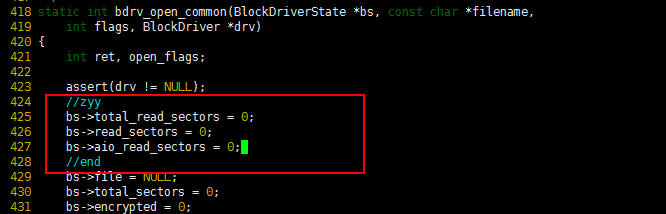 418 static int bdrv_open_common(BlockDriverState *bs, const char *filename,
419     int flags, BlockDriver *drv)
420 {
421     int ret, open_flags;
422
423     assert(drv != NULL);
424     //zyy
425     bs->total_read_sectors = 0;
426     bs->read_sectors = 0;
427     bs->aio_read_sectors = 0;
428     //end
429     bs->file = NULL;
430     bs->total_sectors = 0;
431     bs->encrypted = 0;